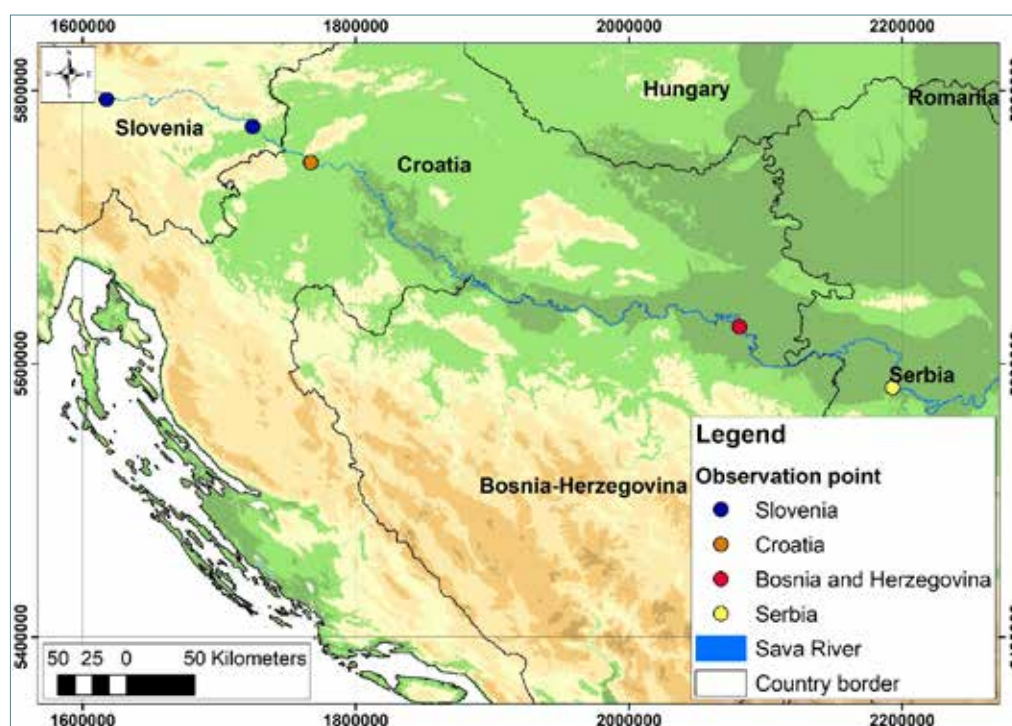 1600000 1800000 2000000 2200000
5800000
Hungary
Romania
Slovenia
Croatia
5600000
Serbia
Bosnia-Herzegovina
Legend
Observation point
Slovenia
Croatia
Bosnia and Herzegovina
Serbia
Sava River
Country border
5400000
50 25 0 50 Kilometers
1600000 1800000 2000000 2200000